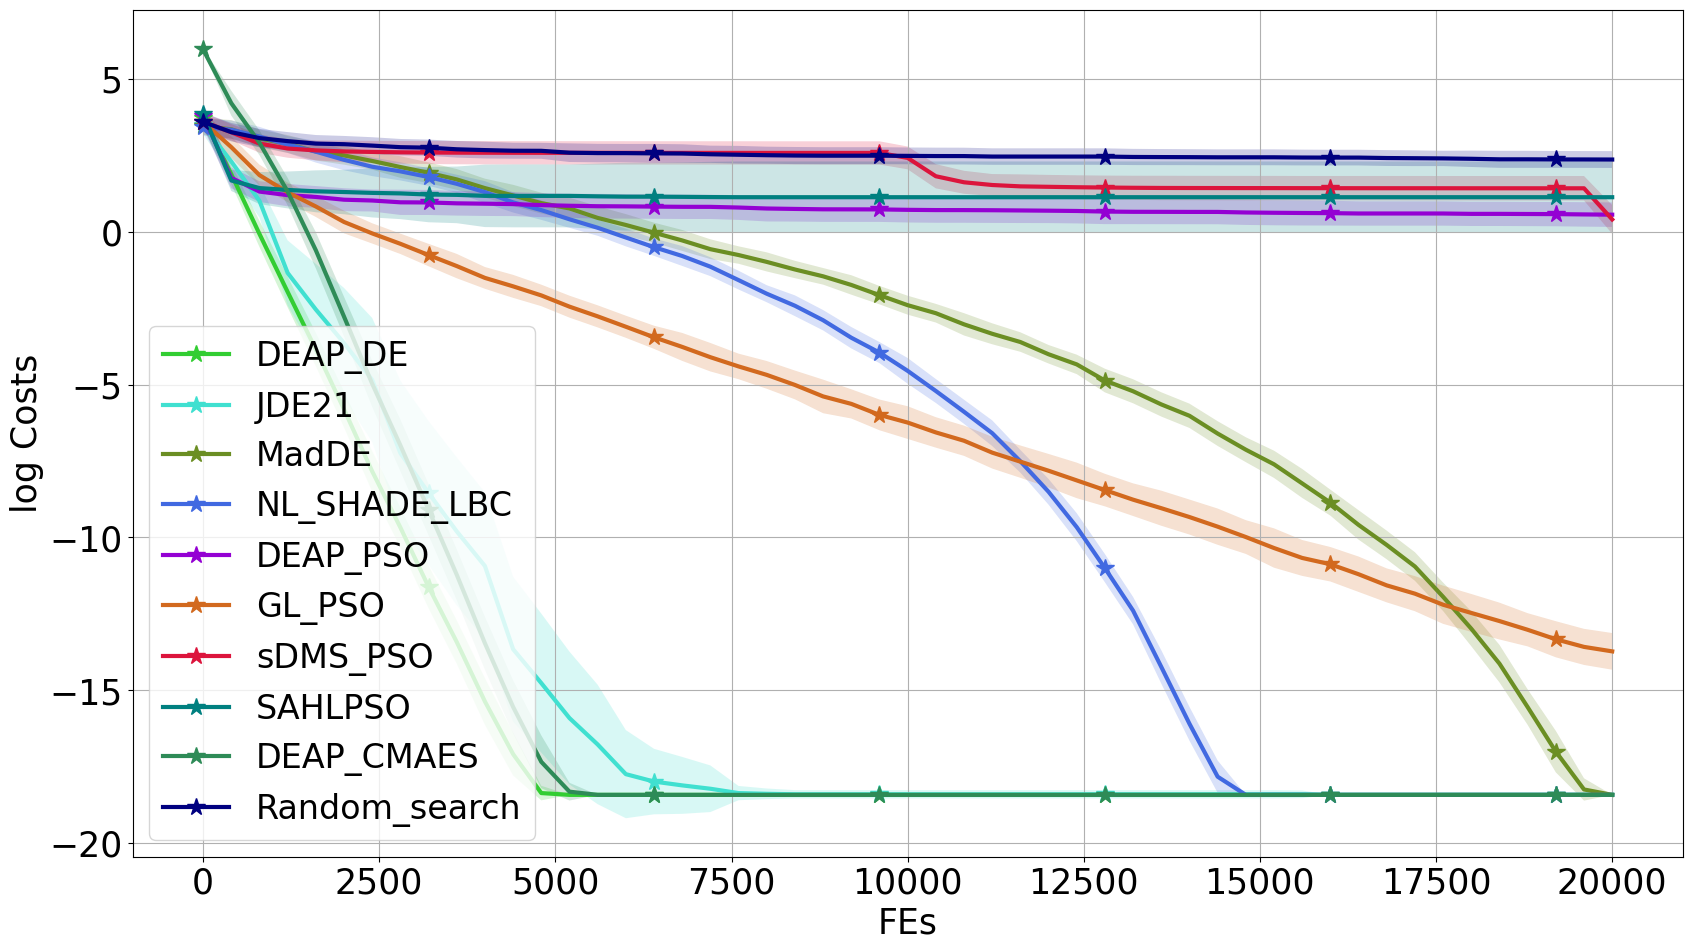 log Costs
5
0
−5
−10
−15
−20
DEAP_DE
JDE21
MadDE
NL_SHADE_LBC
DEAP_PSO
GL_PSO
sDMS_PSO
SAHLPSO
DEAP_CMAES
Random_search
0 2500 5000 7500 10000 12500 15000 17500 20000
FEs